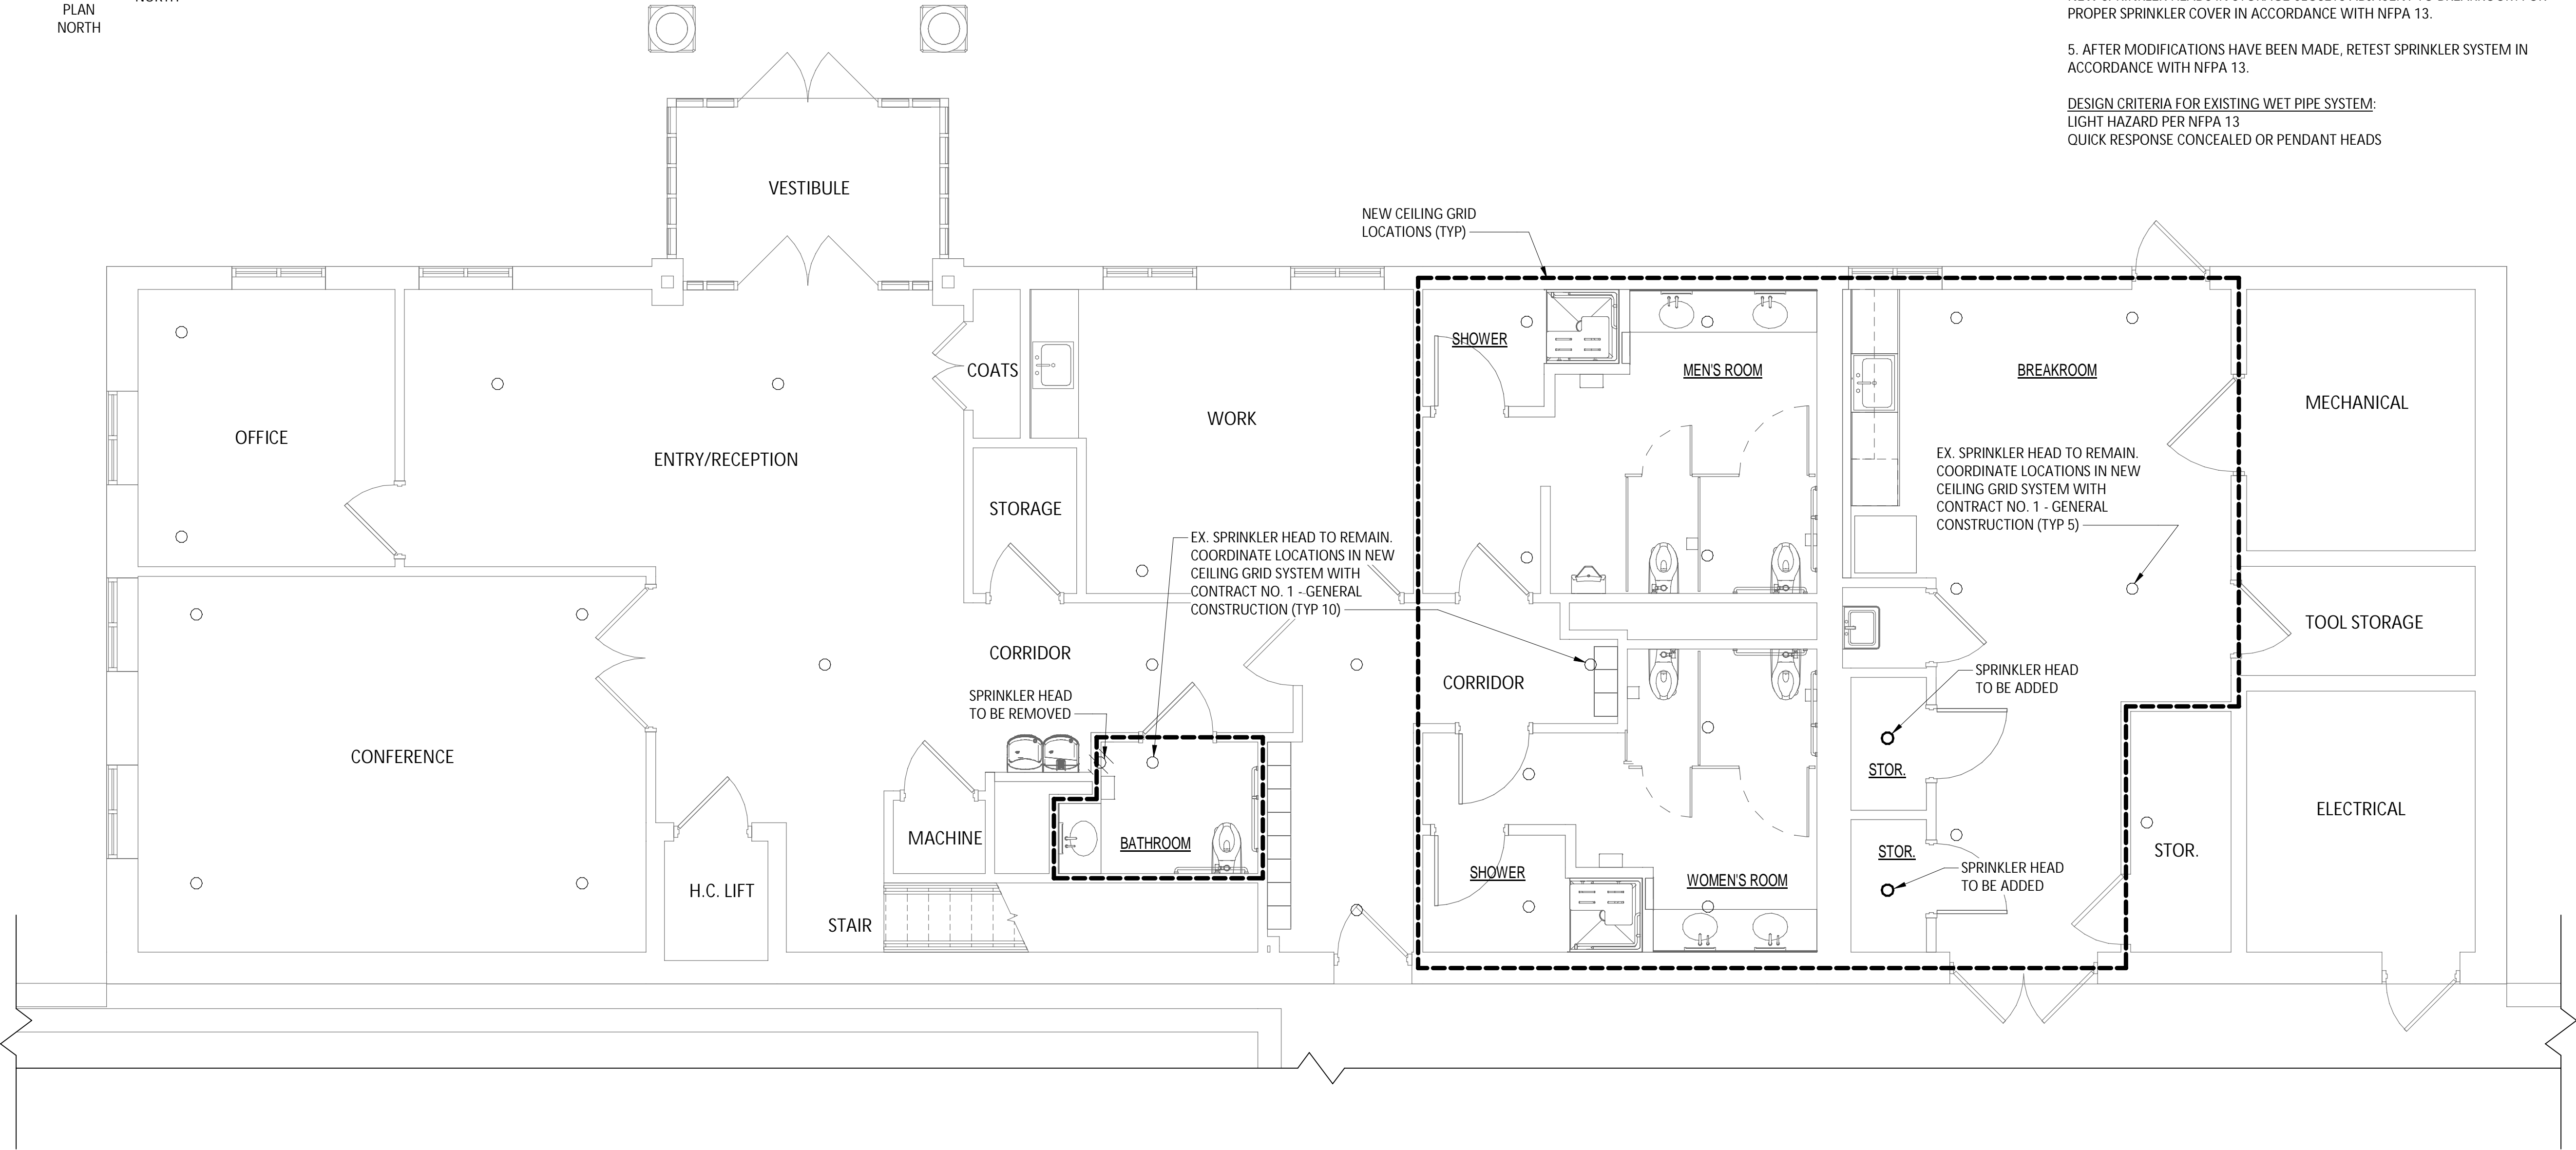 PLAN
NORTH
PROPER SPRINKLER COVER IN ACCORDANCE WITH NFPA 13.
5. AFTER MODIFICATIONS HAVE BEEN MADE, RETEST SPRINKLER SYSTEM IN
ACCORDANCE WITH NFPA 13.
DESIGN CRITERIA FOR EXISTING WET PIPE SYSTEM:
LIGHT HAZARD PER NFPA 13
QUICK RESPONSE CONCEALED OR PENDANT HEADS
VESTIBULE
NEW CEILING GRID
LOCATIONS (TYP)
SHOWER
COATS
MEN'S ROOM
BREAKROOM
MECHANICAL
WORK
OFFICE
ENTRY/RECEPTION
EX. SPRINKLER HEAD TO REMAIN.
COORDINATE LOCATIONS IN NEW
CEILING GRID SYSTEM WITH
CONTRACT NO. 1 - GENERAL
CONSTRUCTION (TYP 5)
STORAGE
EX. SPRINKLER HEAD TO REMAIN.
COORDINATE LOCATIONS IN NEW
CEILING GRID SYSTEM WITH
CONTRACT NO. 1 - GENERAL
CONSTRUCTION (TYP 10)
TOOL STORAGE
CORRIDOR
SPRINKLER HEAD
TO BE ADDED
CORRIDOR
SPRINKLER HEAD
TO BE REMOVED
CONFERENCE
STOR.
ELECTRICAL
MACHINE
BATHROOM
STOR.
STOR.
SPRINKLER HEAD
TO BE ADDED
SHOWER
WOMEN'S ROOM
H.C. LIFT
STAIR